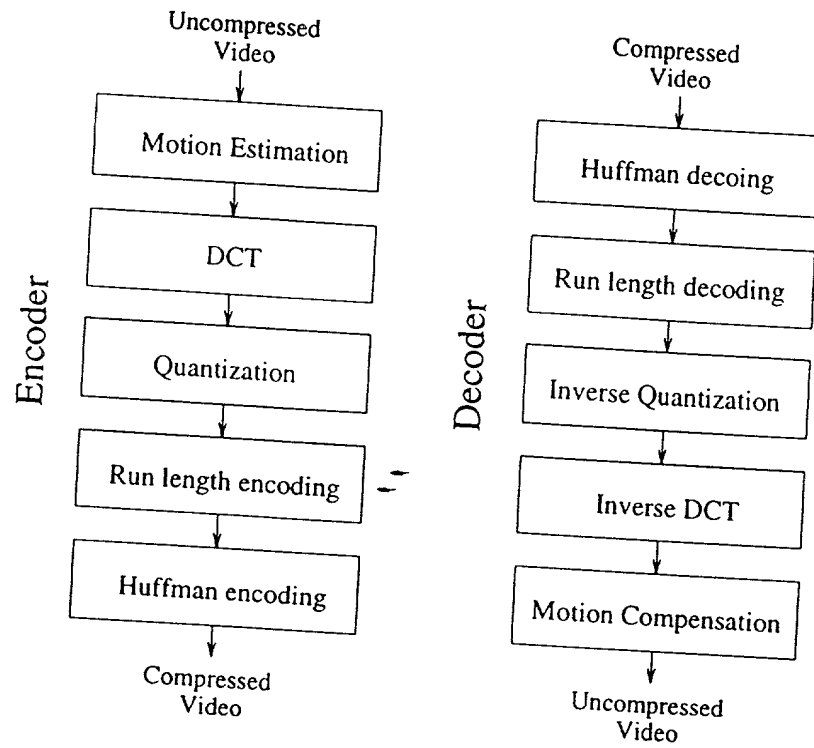 Uncompressed
Video
Motion Estimation
DCT
Quantization
Run length encoding
Huffman encoding
Compressed
Video
Encoder
Compressed
Video
Huffman decoing
Run length decoding
Inverse Quantization
Inverse DCT
Motion Compensation
Uncompressed
Video
Decoder